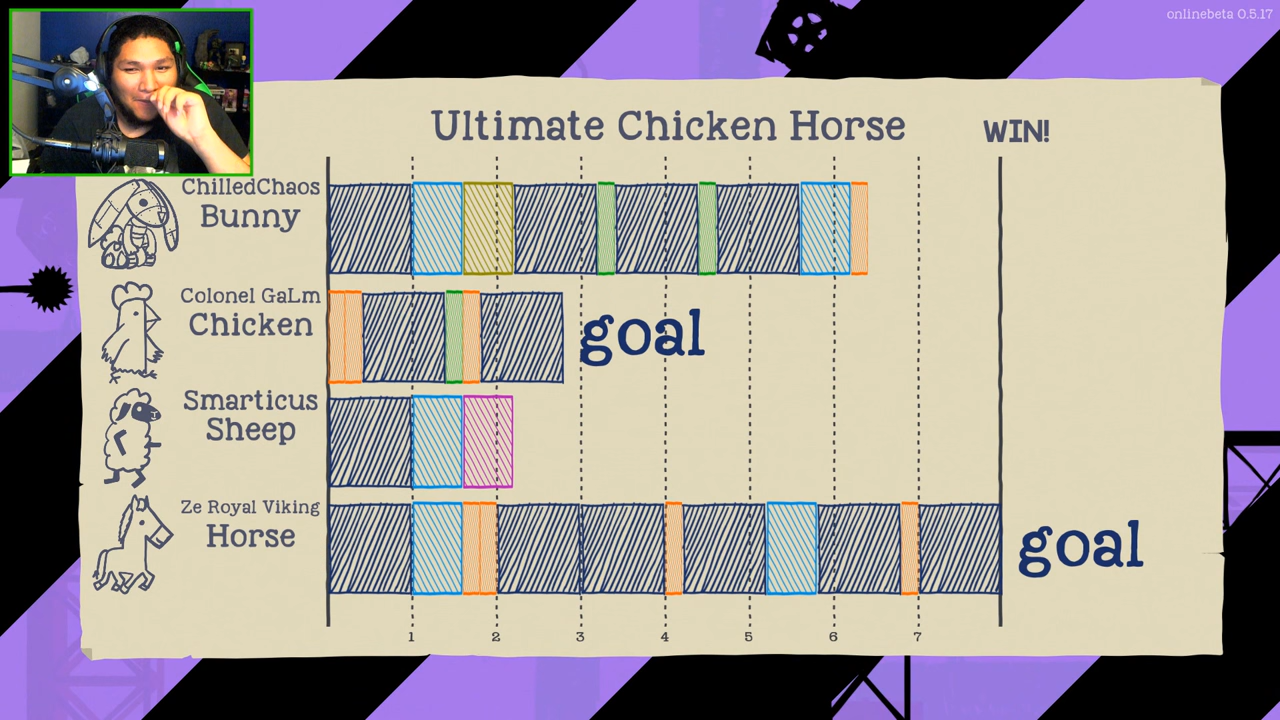 onlinebeta 0.5.17
Ultimate Chicken Horse
WIN!
ChilledChaos
Bunny
Colonel GaLm
Chicken
goal
Smarticus
Sheep
Ze Royal Viking
Horse
goal
1 2 3 4 5 6 7